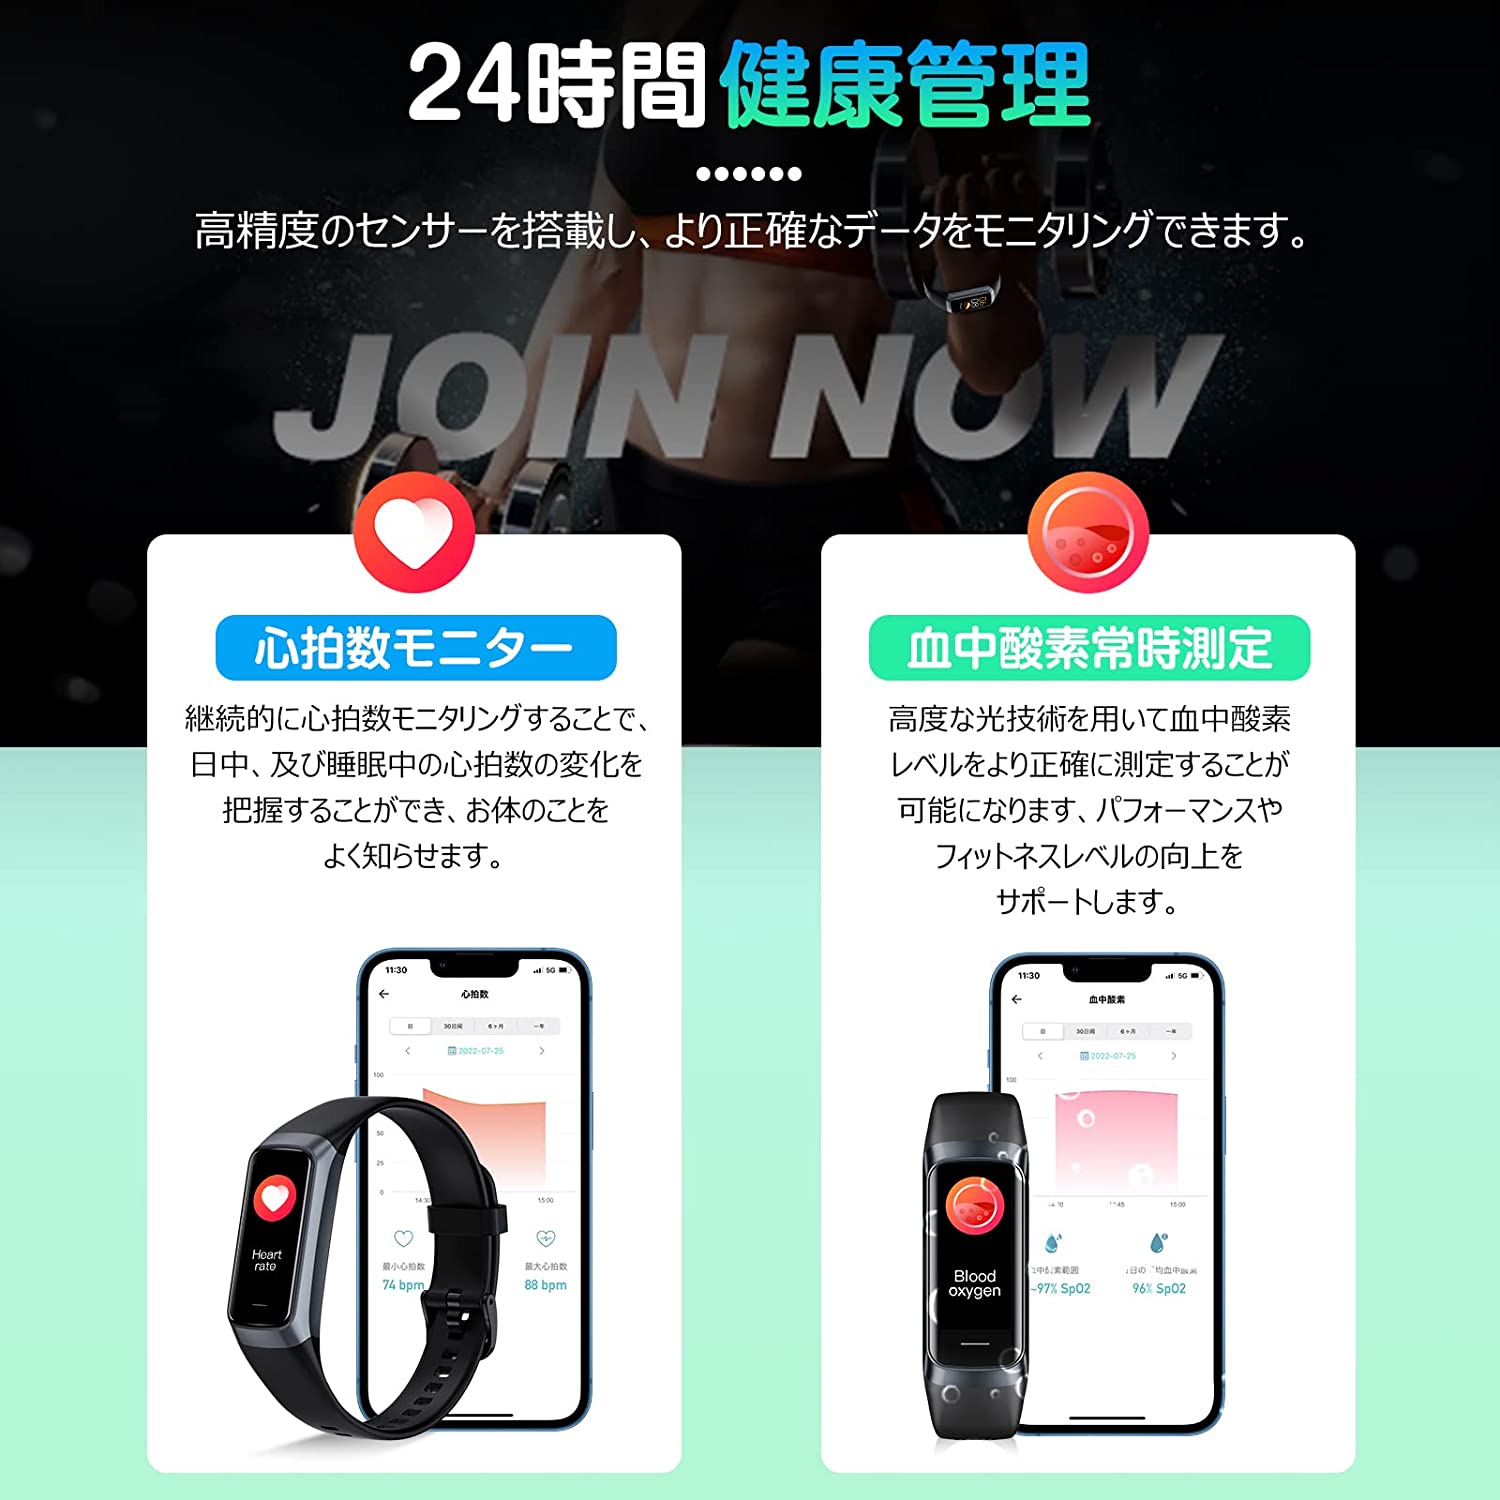 24時間 健康管理
高精度のセンサーを搭載し、より正確なデータをモニタリングできます。
JOIN NOW
心拍数モニター
継続的に心拍数モニタリングすることで、
日中、及び睡眠中の心拍数の変化を
把握することができ、お体のことを
よく知らせます。
11:30 5G
心拍数
日 30日间 6ヶ月 一年
2022-07-25
100
50
25
0
14:3
15:00
最小心拍数 最大心拍数
74 bpm 88 bpm
Heart
rate
血中酸素常時測定
高度な光技術を用いて血中酸素
レベルをより正確に測定することが
可能になります、パフォーマンスや
フィットネスレベルの向上を
サポートします。
11:30 5G
血中酸素
日 30日间 6ヶ月 一年
2022-07-25
100
:45 15:00
~97% SpO2 96% SpO2
Blood
oxygen